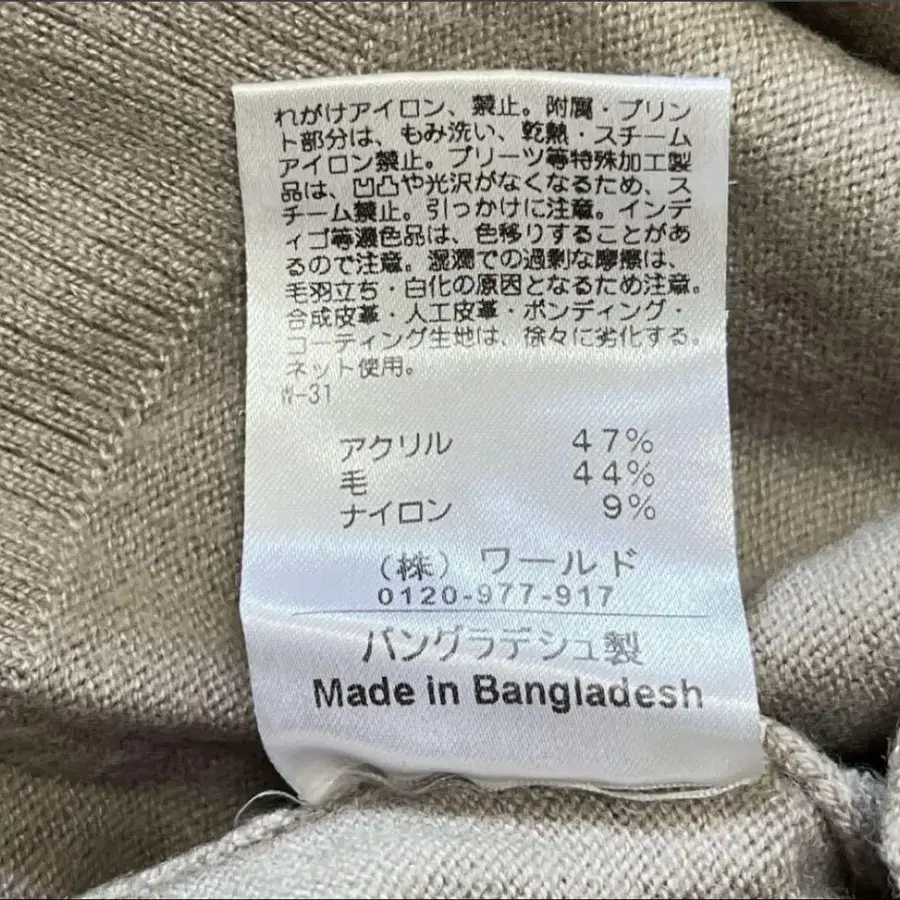 れがけアイロン、禁止。附属・プリン
ト部分は、もみ洗い、乾熱・スチーム
アイロン禁止。プリーツ等特殊加工製
品は、凹凸や光沢がなくなるため、ス
チーム禁止。引っかけに注意。インデ
ィゴ等濃色品は、色移りすることがあ
るので注意。湿潤での過剰な摩擦は、
毛羽立ち・白化の原因となるため注意。
合成皮革・人工皮革・ボンディング・
コーティング生地は、徐々に劣化する。
ネット使用。
W-31
アクリル 47%
毛 44%
ナイロン 9%
（株）ワールド
0120-977-917
バングラデシュ製
Made in Bangladesh